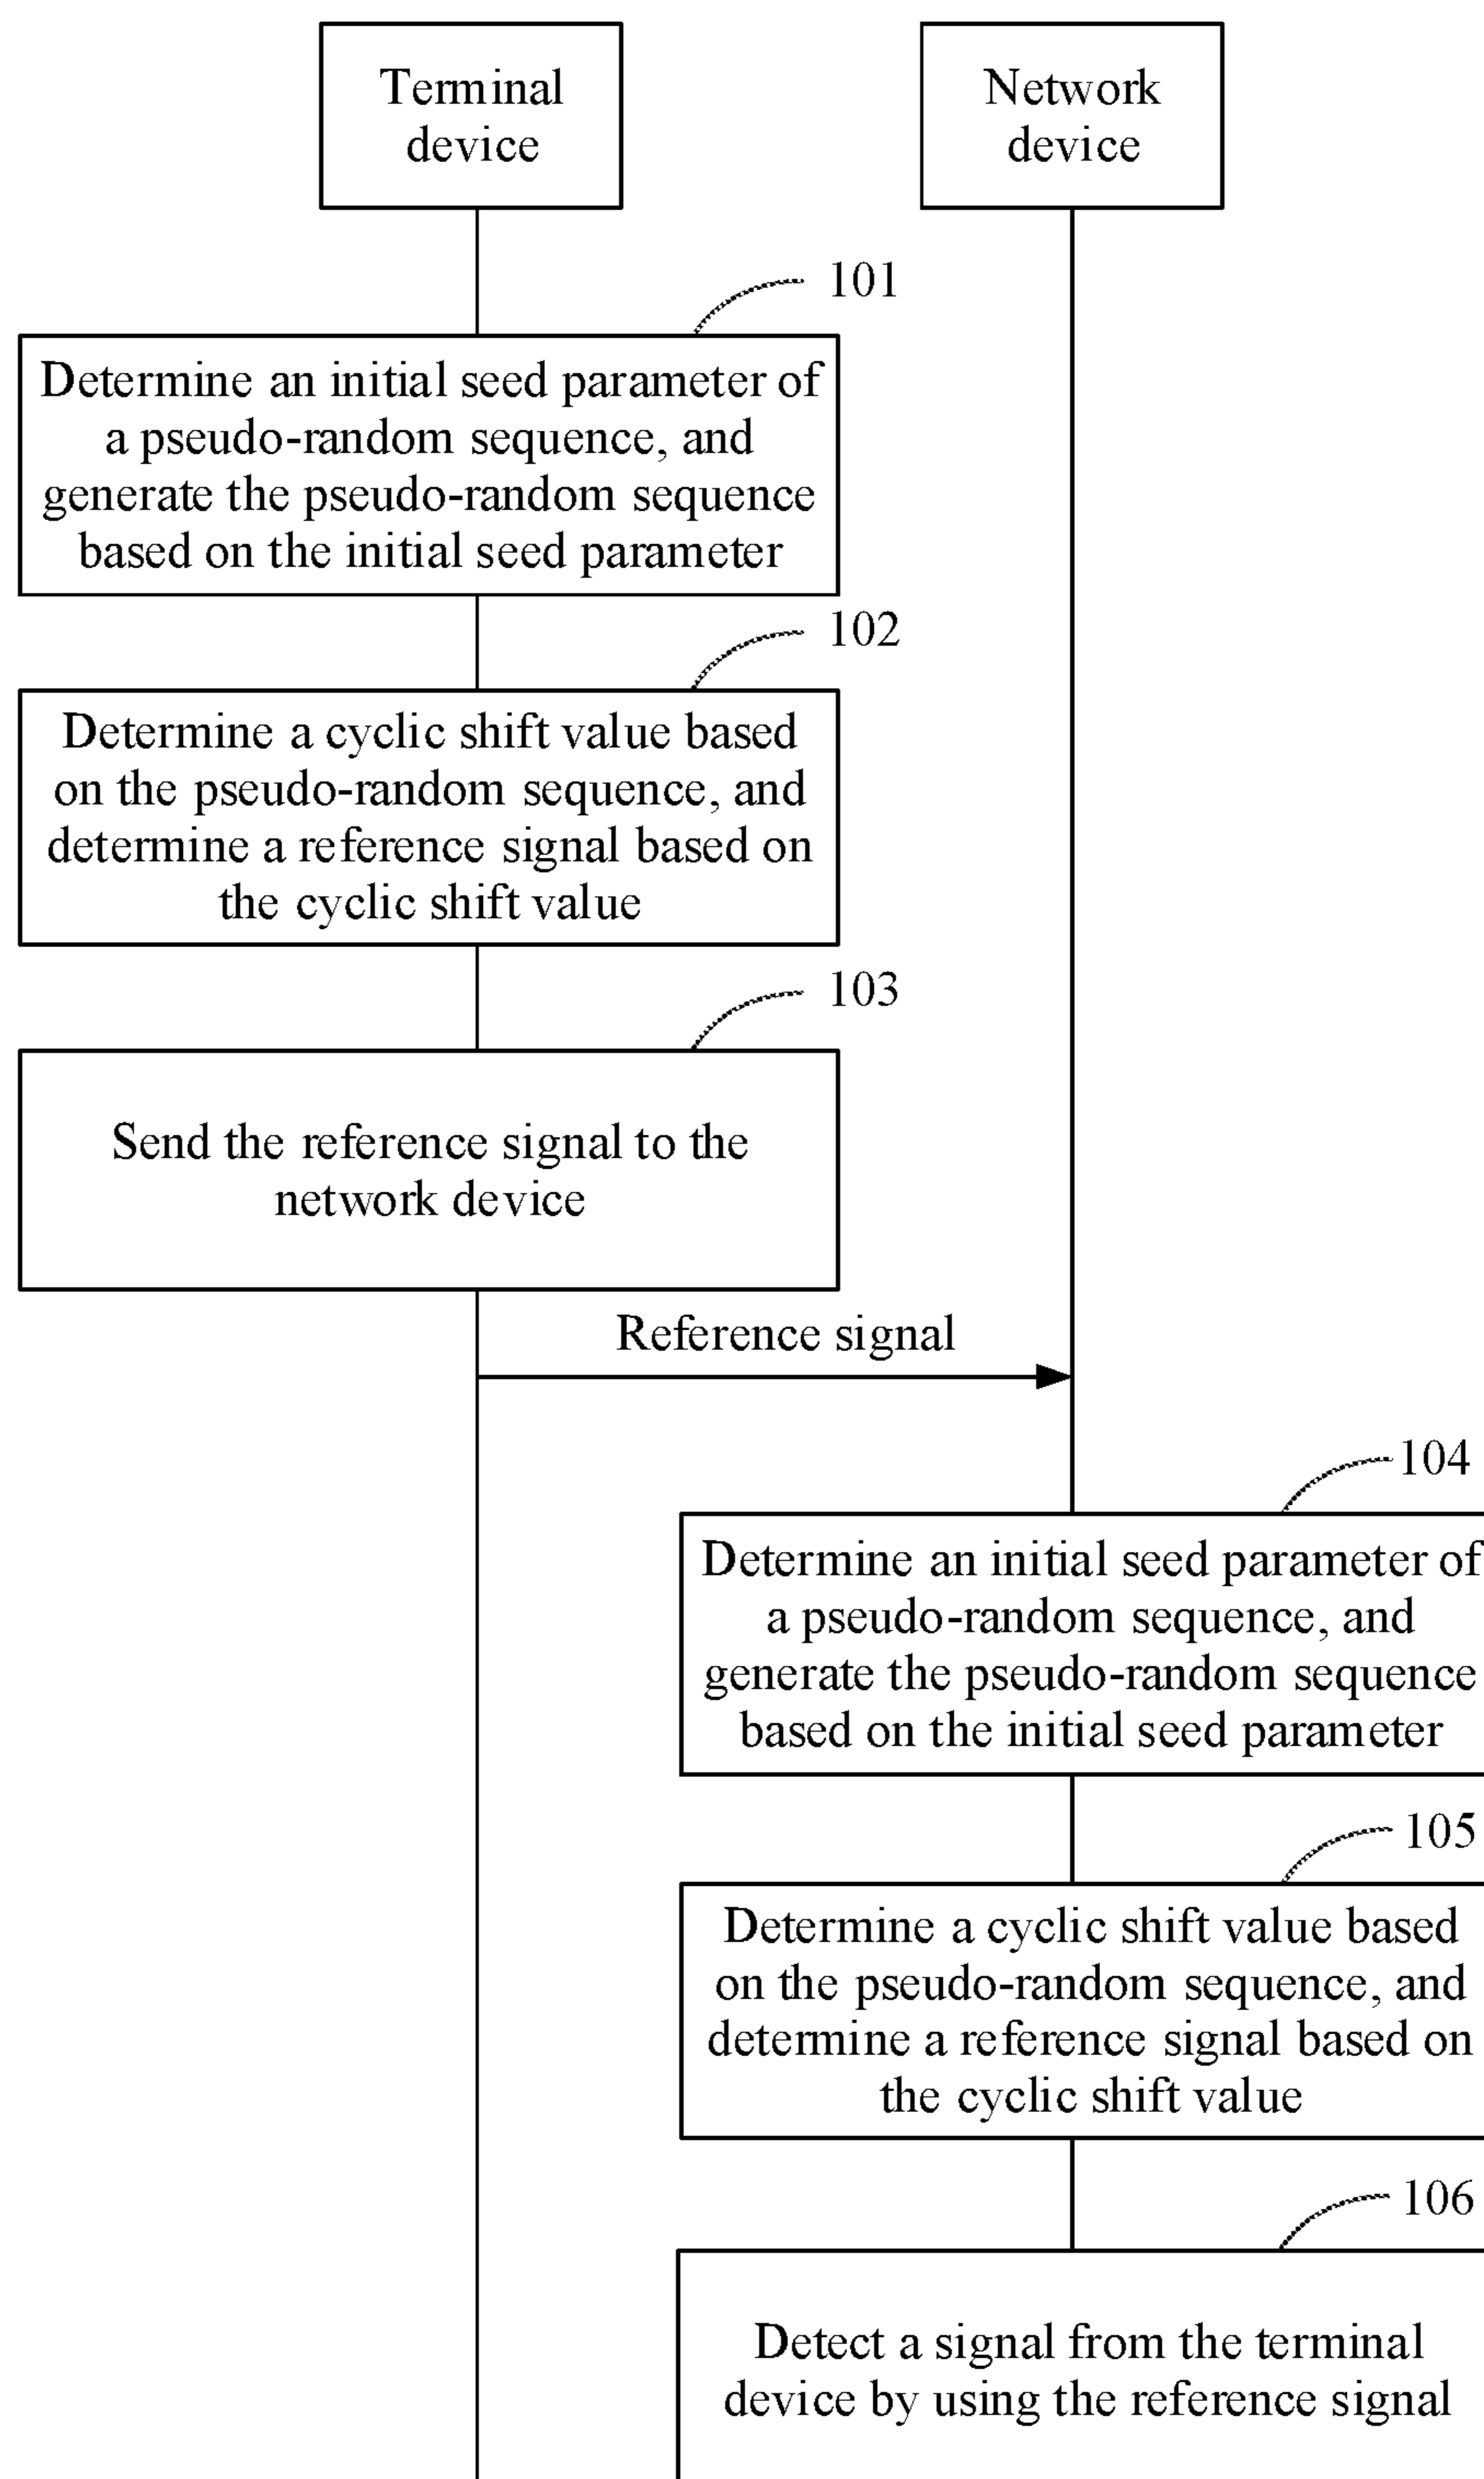 Terminal
device
Network
device
101
Determine an initial seed parameter of
a pseudo-random sequence, and
generate the pseudo-random sequence
based on the initial seed parameter
102
Determine a cyclic shift value based
on the pseudo-random sequence, and
determine a reference signal based on
the cyclic shift value
103
Send the reference signal to the
network device
Reference signal
104
Determine an initial seed parameter of
a pseudo-random sequence, and
generate the pseudo-random sequence
based on the initial seed parameter
105
Determine a cyclic shift value based
on the pseudo-random sequence, and
determine a reference signal based on
the cyclic shift value
106
Detect a signal from the terminal
device by using the reference signal